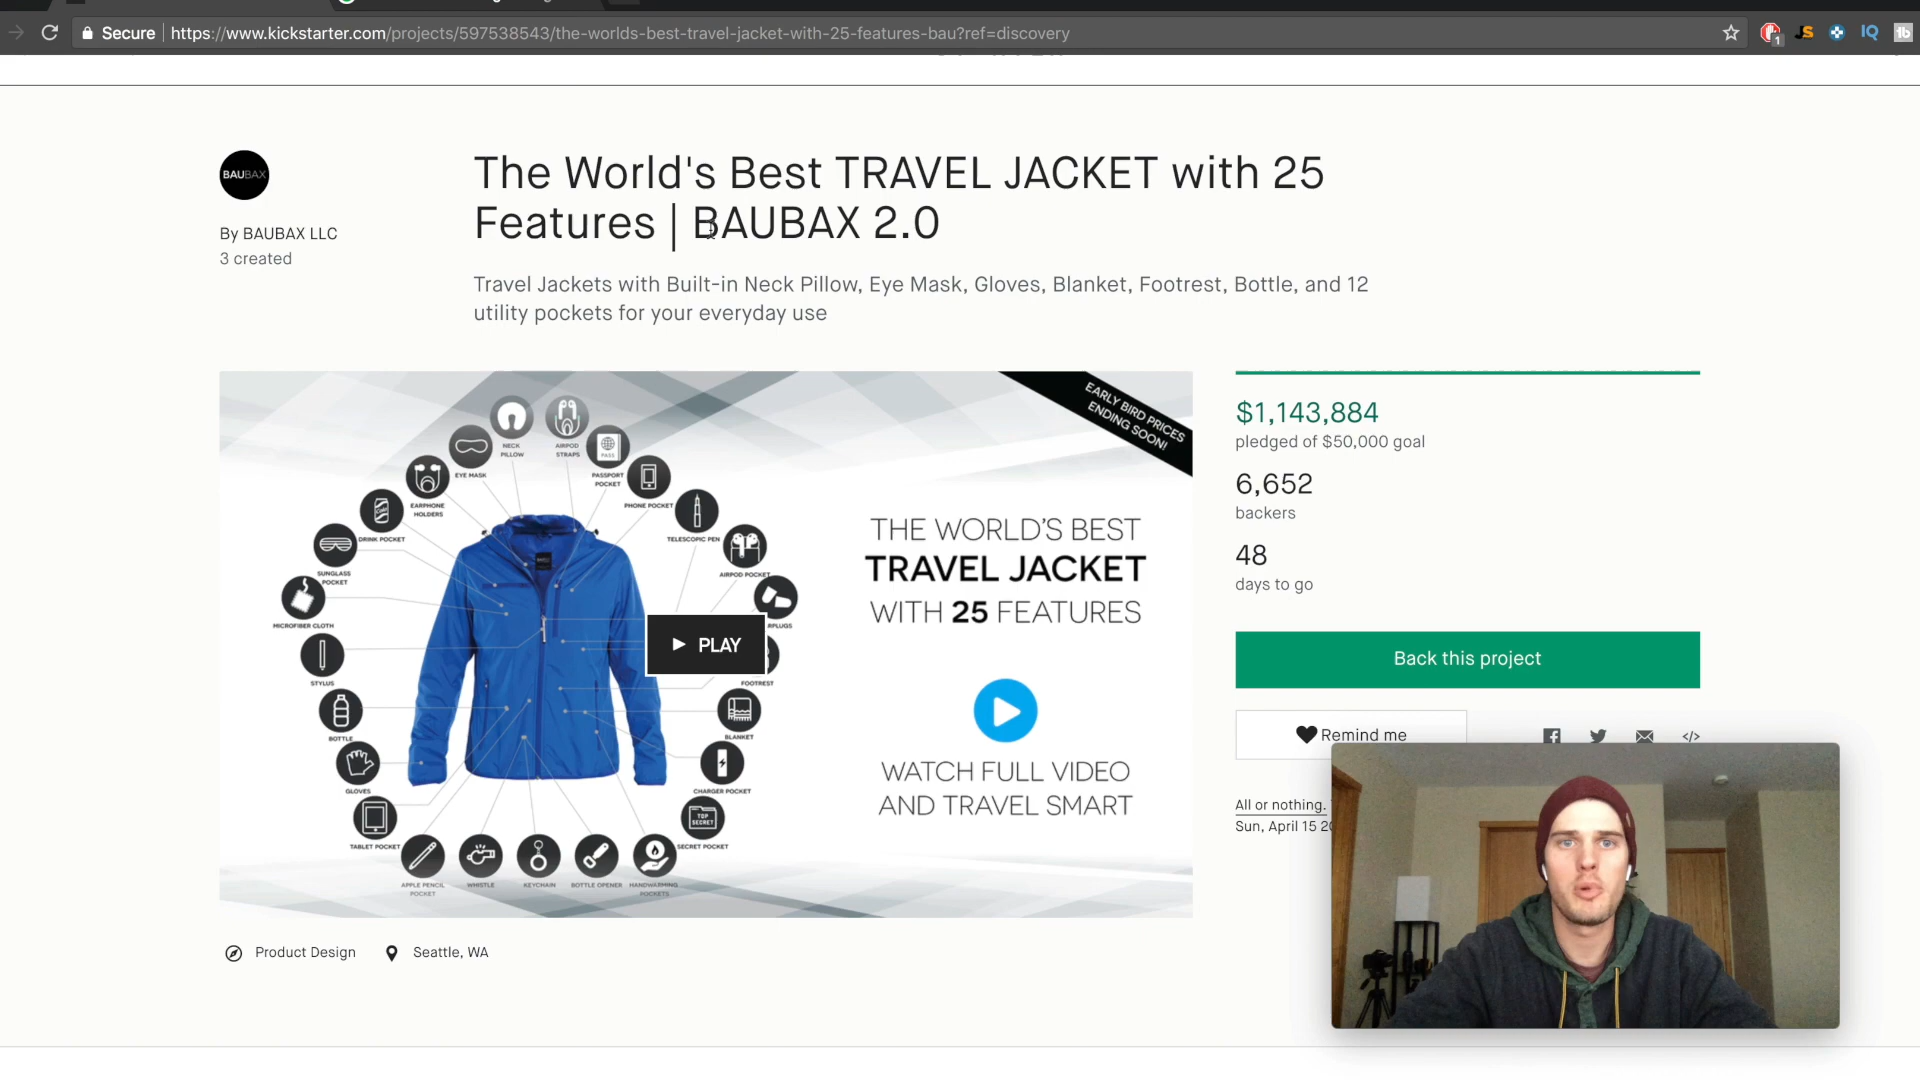 Secure
https://www.kickstarter.com/projects/597538543/the-worlds-best-travel-jacket-with-25-features-bau?ref=discovery
1
JS
IQ
BAUBAX
By BAUBAX LLC
3 created
The World's Best TRAVEL JACKET with 25
Features | BAUBAX 2.0
Travel Jackets with Built-in Neck Pillow, Eye Mask, Gloves, Blanket, Footrest, Bottle, and 12
utility pockets for your everyday use
EARLY BIRD PRICES
ENDING SOON!
NECK
PILLOW
AIRPOD
STRAPS
PASS
PASSPORT
POCKET
EYE MASK
EARPHONE
HOLDERS
PHONE POCKET
DRINK POCKET
TELESCOPIC PEN
SUNGLASS
POCKET
AIRPOD POCKET
MICROFIBER CLOTH
RPLUGS
STYLUS
FOOTREST
BOTTLE
BLANKET
GLOVES
CHARGER POCKET
TABLET POCKET
TOP
SECRET
SECRET POCKET
APPLE PENCIL
POCKET
WHISTLE
KEYCHAIN
BOTTLE OPENER
HANDWARMING
POCKETS
PLAY
THE WORLD'S BEST
TRAVEL JACKET
WITH 25 FEATURES
WATCH FULL VIDEO
AND TRAVEL SMART
$1,143,884
pledged of $50,000 goal
6,652
backers
48
days to go
Back this project
Remind me
All or nothing.
Sun, April 15
Product Design
Seattle, WA